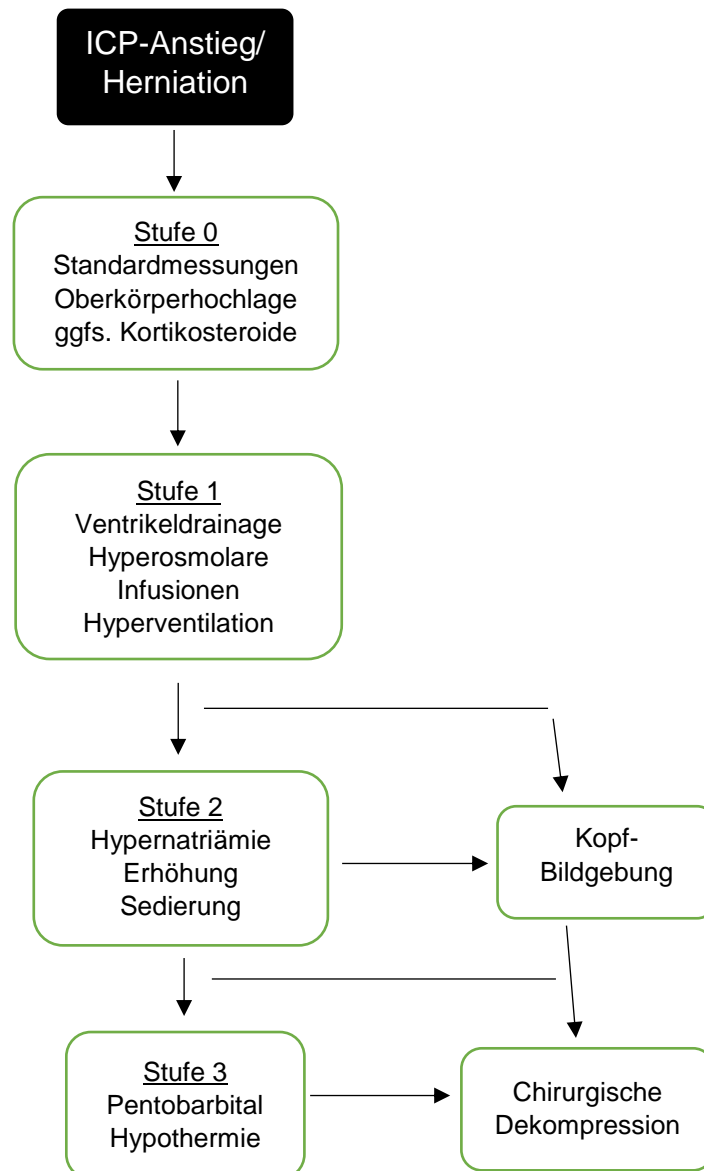 ICP-Anstieg/
Herniation
Stufe 0
Standardmessungen
Oberkörperhochlage
ggfs. Kortikosteroide
Stufe 1
Ventrikeldrainage
Hyperosmolare
Infusionen
Hyperventilation
Stufe 2
Hypernatriämie
Erhöhung
Sedierung
Kopf-
Bildgebung
Stufe 3
Pentobarbital
Hypothermie
Chirurgische
Dekompression